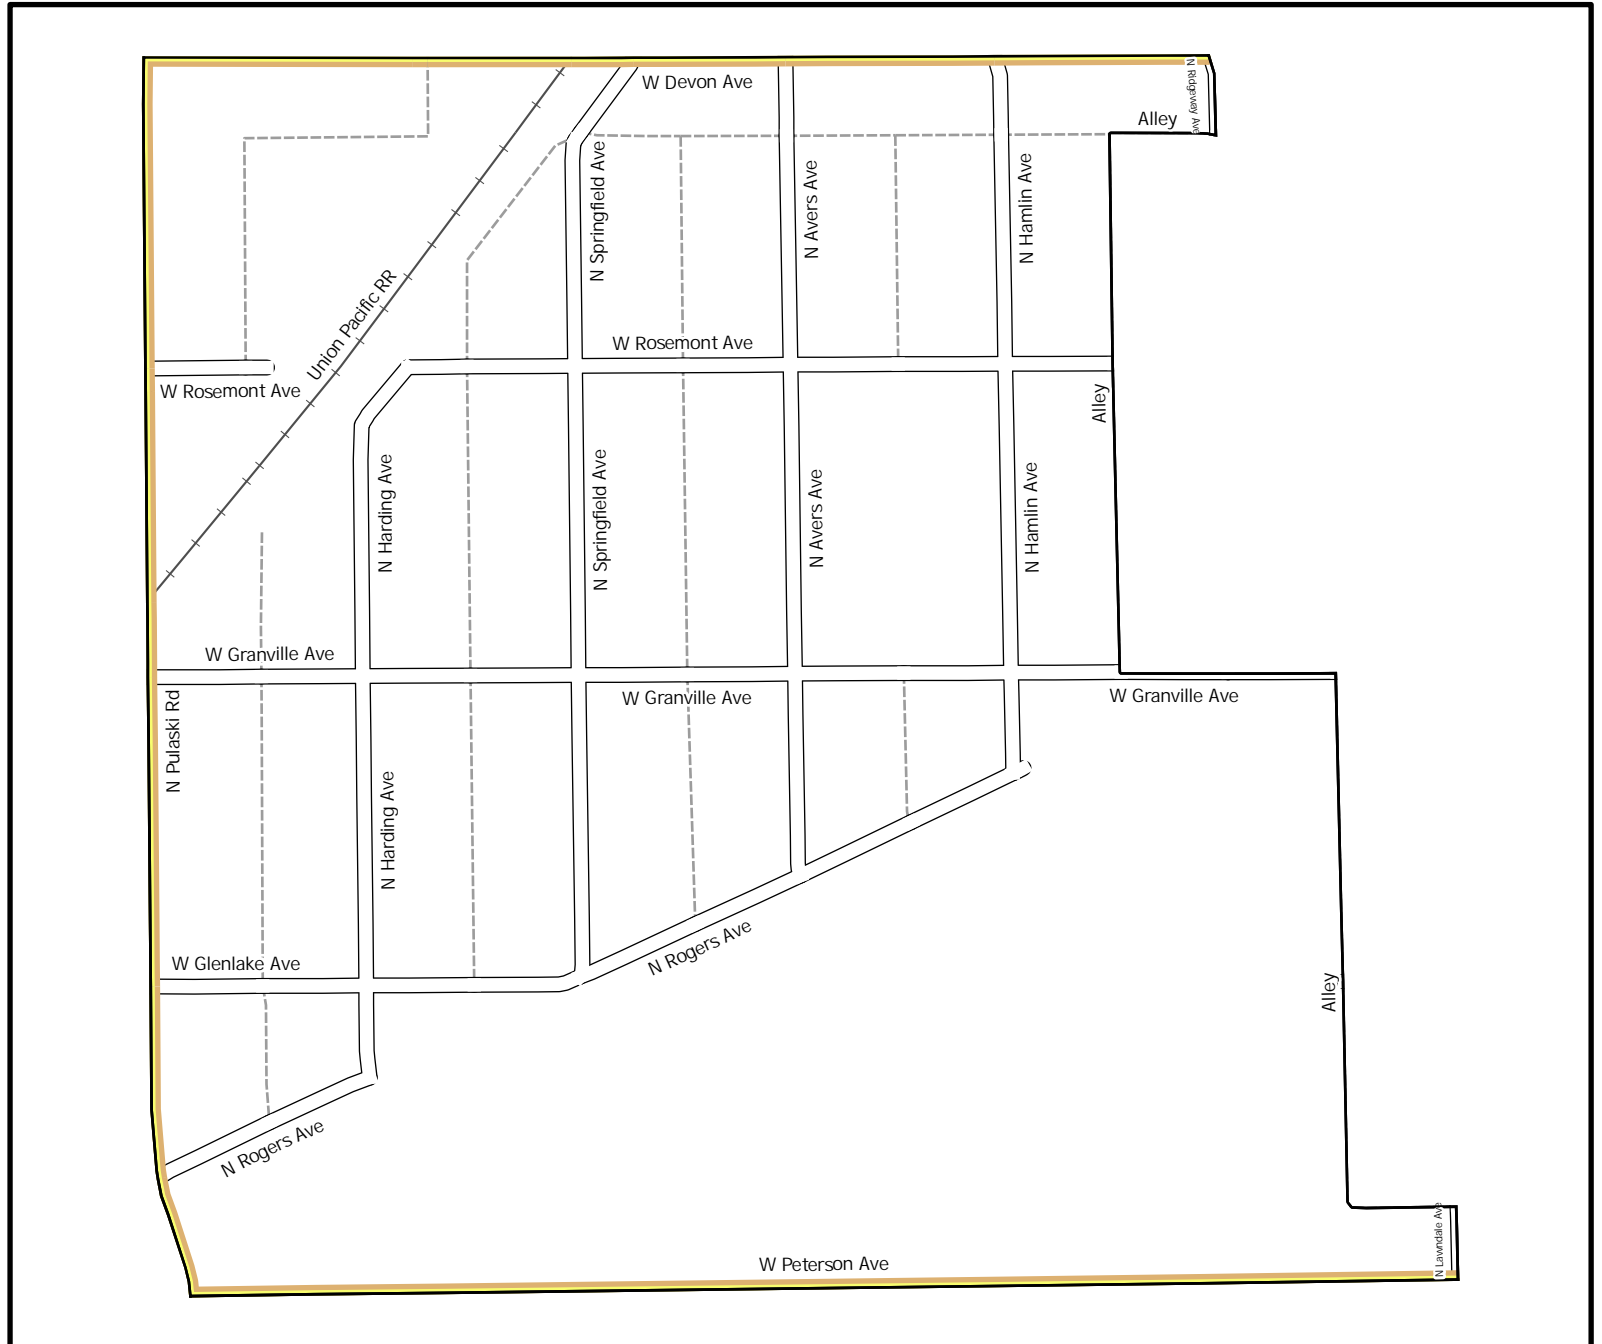 W Devon Ave
N Ridgeway Ave
Alley
N Springfield Ave
N Avers Ave
N Hamlin Ave
Union Pacific RR
W Rosemont Ave
W Rosemont Ave
Alley
N Harding Ave
N Springfield Ave
N Avers Ave
N Hamlin Ave
W Granville Ave
W Granville Ave
W Granville Ave
N Pulaski Rd
N Harding Ave
N Rogers Ave
W Glenlake Ave
Alley
N Rogers Ave
N Lawndale Ave
W Peterson Ave